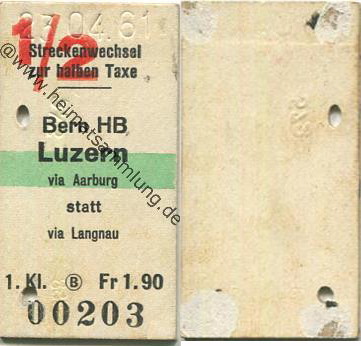 23.04.61
1/2
Streckenwechsel
zur halben Taxe
Bern HB
Luzern
via Aarburg
statt
via Langnau
1. Kl. Ⓑ Fr 1.90
00203
@www.heimatsammlung.de